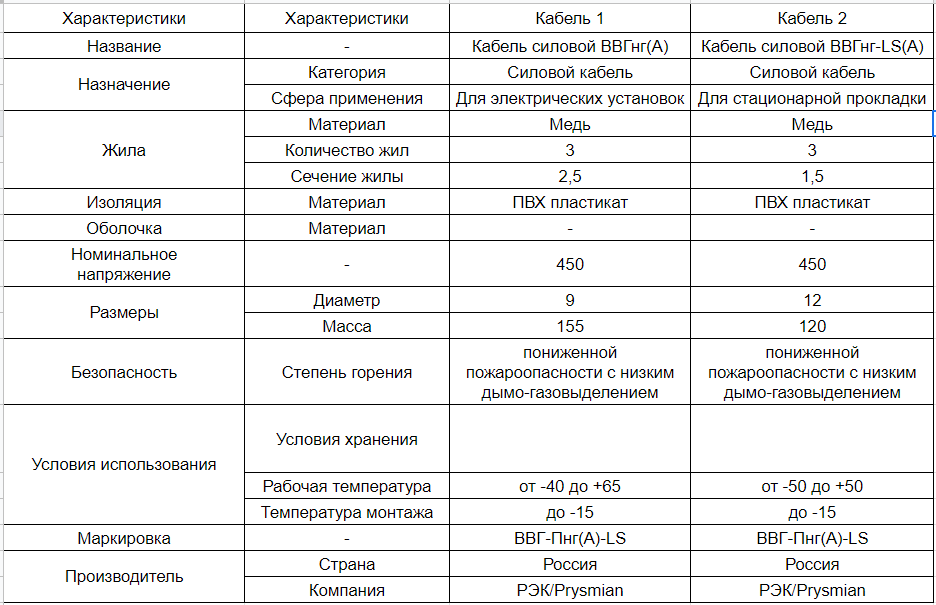 Характеристики Характеристики Кабель 1 Кабель 2
Название - Кабель силовой ВВГнг(А) Кабель силовой ВВГнг-LS(А)
Назначение
Категория Силовой кабель Силовой кабель
Сфера применения Для электрических установок Для стационарной прокладки
Жила
Материал Медь Медь
Количество жил 3 3
Сечение жилы 2,5 1,5
Изоляция Материал ПВХ пластикат ПВХ пластикат
Оболочка Материал - -
Номинальное
напряжение
- 450 450
Размеры
Диаметр 9 12
Масса 155 120
Безопасность Степень горения
пониженной
пожароопасности с низким
дымо-газовыделением
пониженной
пожароопасности с низким
дымо-газовыделением
Условия использования
Условия хранения
Рабочая температура от -40 до +65 от -50 до +50
Температура монтажа до -15 до -15
Маркировка - ВВГ-Пнг(А)-LS ВВГ-Пнг(А)-LS
Производитель
Страна Россия Россия
Компания РЭК/Prysmian РЭК/Prysmian